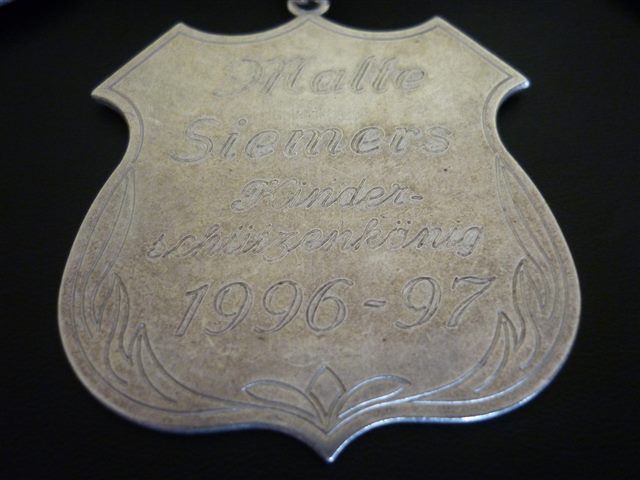 Malte
Siemers
Kinder-
schützenkönig
1996-97